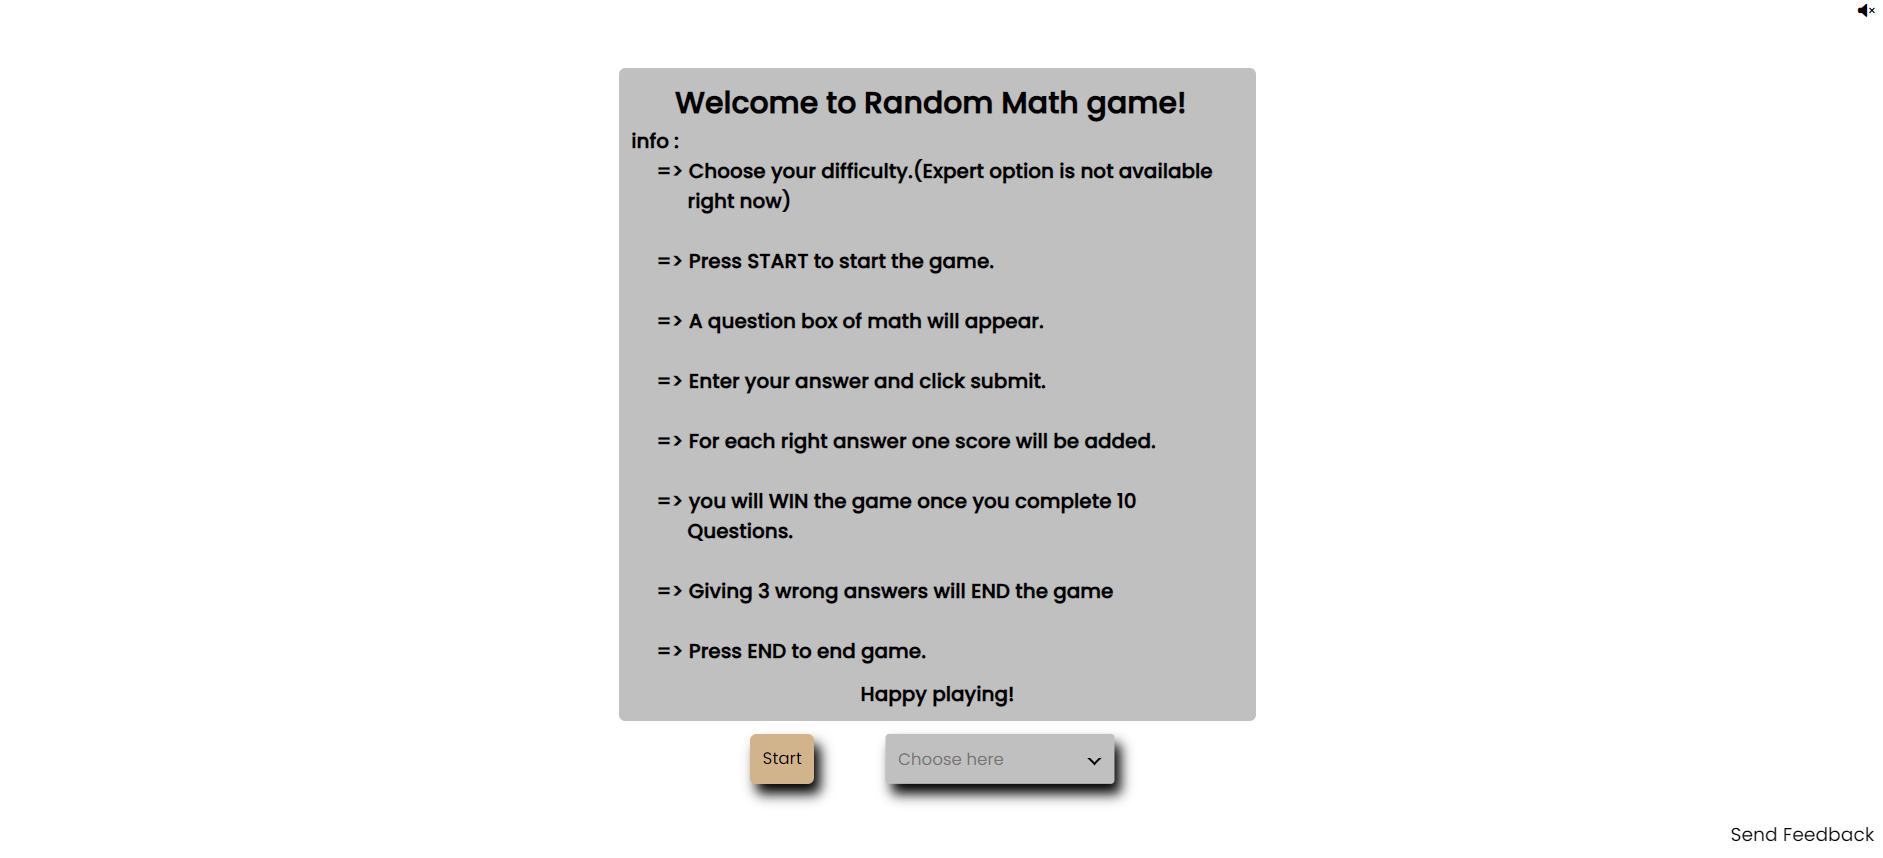 Welcome to Random Math game!
info :
=> Choose your difficulty.(Expert option is not available
right now)
=> Press START to start the game.
=> A question box of math will appear.
=> Enter your answer and click submit.
=> For each right answer one score will be added.
=> you will WIN the game once you complete 10
Questions.
=> Giving 3 wrong answers will END the game
=> Press END to end game.
Happy playing!
Start
Choose here
Send Feedback